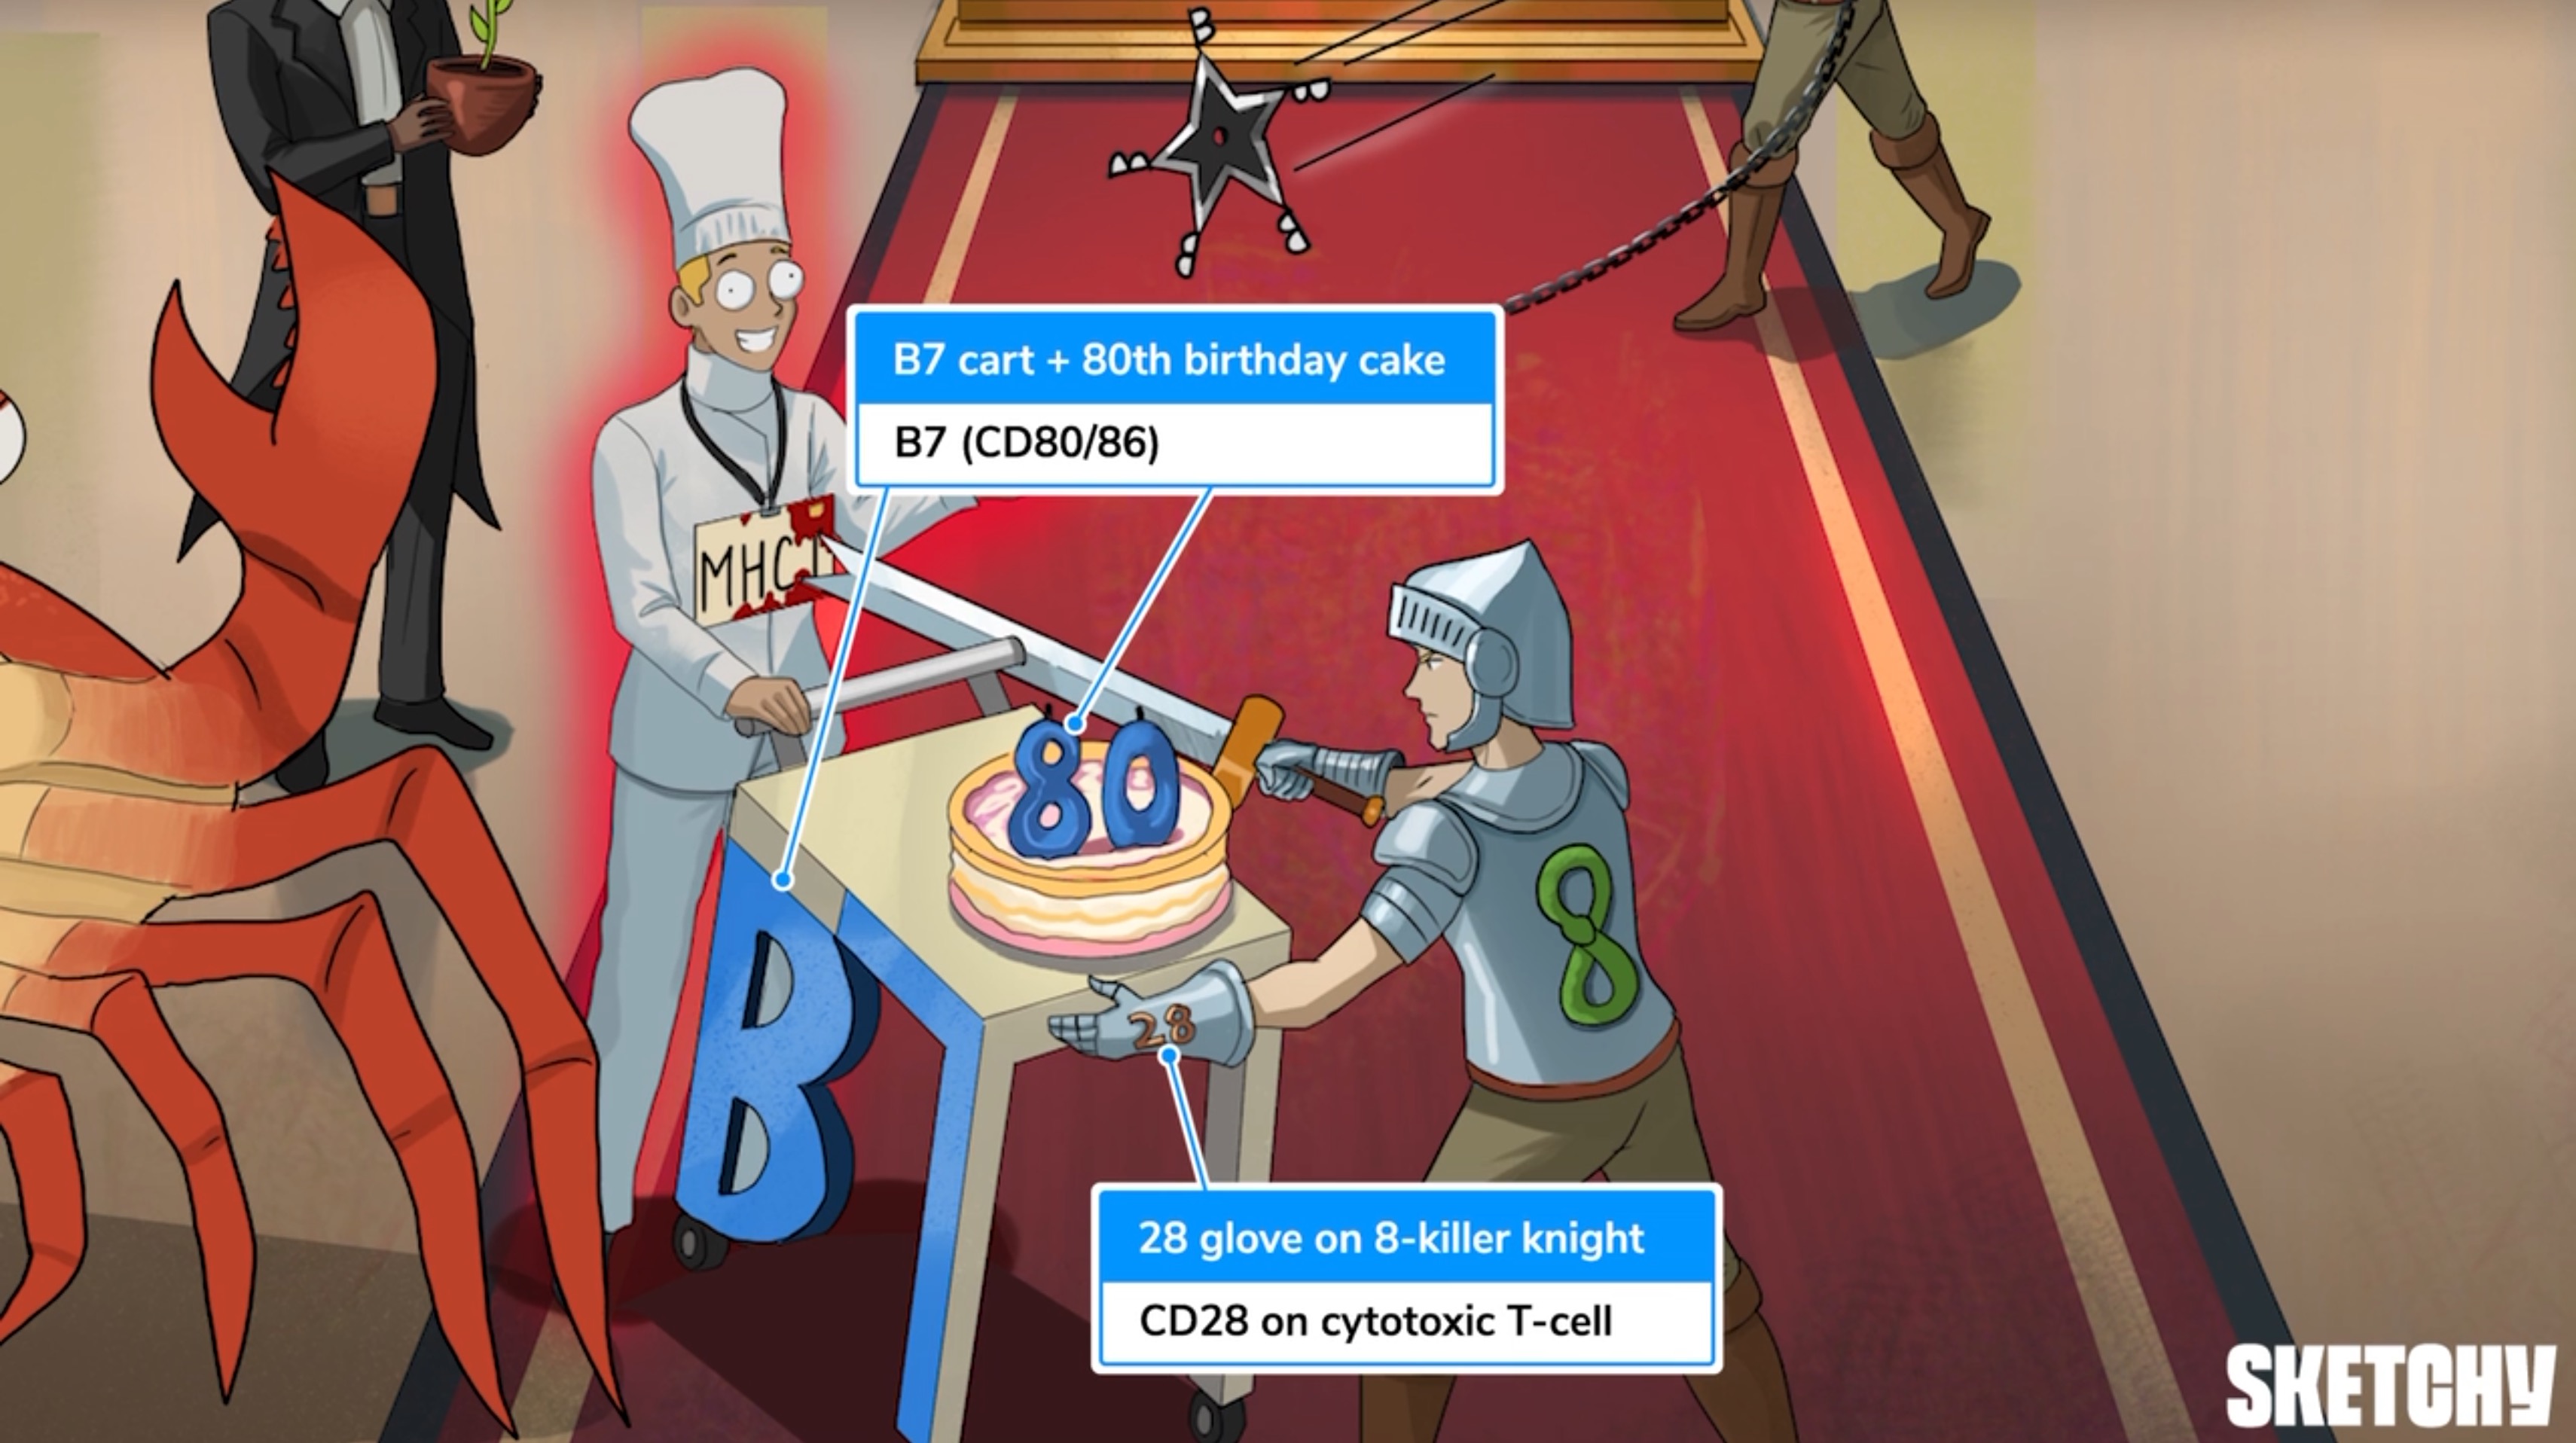 B7 cart + 80th birthday cake
B7 (CD80/86)
MHC I
80
8
B
28
28 glove on 8-killer knight
CD28 on cytotoxic T-cell
SKETCHY